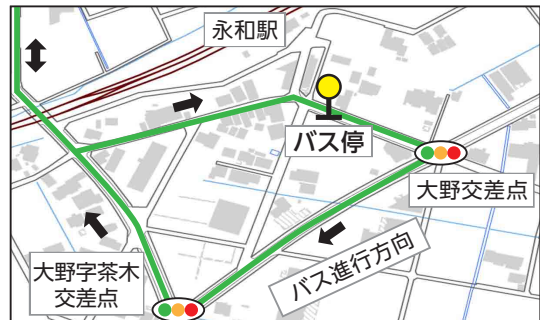 永和駅
バス停
大野交差点
バス進行方向
大野字茶木
交差点